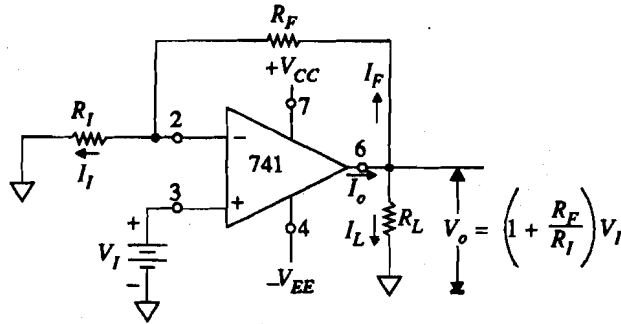 R_F
+V_CC
I_F
R_I
2
7
−
741
6
I_I
I_o
3
+
4
I_L
R_L
V_o = (1 + R_F/R_I) V_I
+
V_I
−
−V_EE